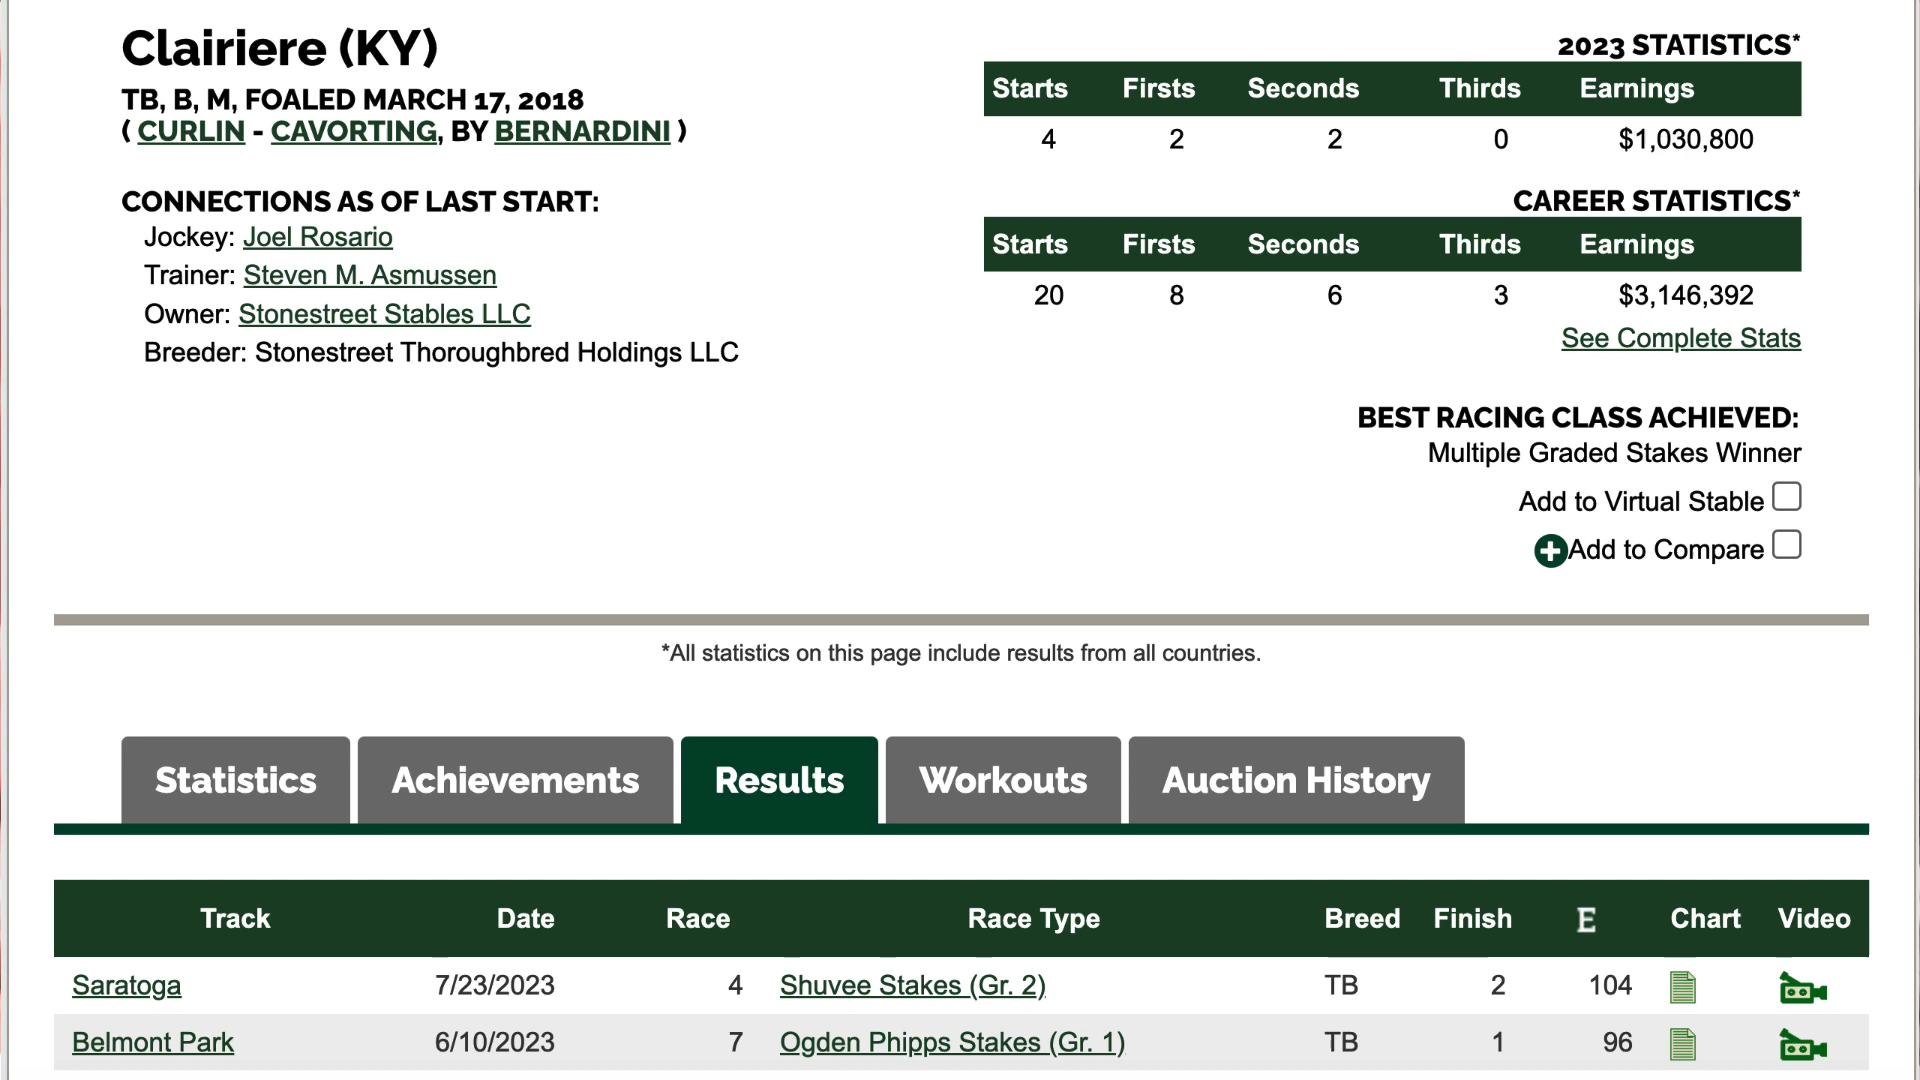 Clairiere (KY)
TB, B, M, FOALED MARCH 17, 2018
( CURLIN - CAVORTING, BY BERNARDINI )
CONNECTIONS AS OF LAST START:
Jockey: Joel Rosario
Trainer: Steven M. Asmussen
Owner: Stonestreet Stables LLC
Breeder: Stonestreet Thoroughbred Holdings LLC
2023 STATISTICS*
Starts Firsts Seconds Thirds Earnings
4 2 2 0 $1,030,800
CAREER STATISTICS*
Starts Firsts Seconds Thirds Earnings
20 8 6 3 $3,146,392
See Complete Stats
BEST RACING CLASS ACHIEVED:
Multiple Graded Stakes Winner
Add to Virtual Stable
Add to Compare
*All statistics on this page include results from all countries.
Statistics Achievements Results Workouts Auction History
Track Date Race Race Type Breed Finish E Chart Video
Saratoga 7/23/2023 4 Shuvee Stakes (Gr. 2) TB 2 104
Belmont Park 6/10/2023 7 Ogden Phipps Stakes (Gr. 1) TB 1 96